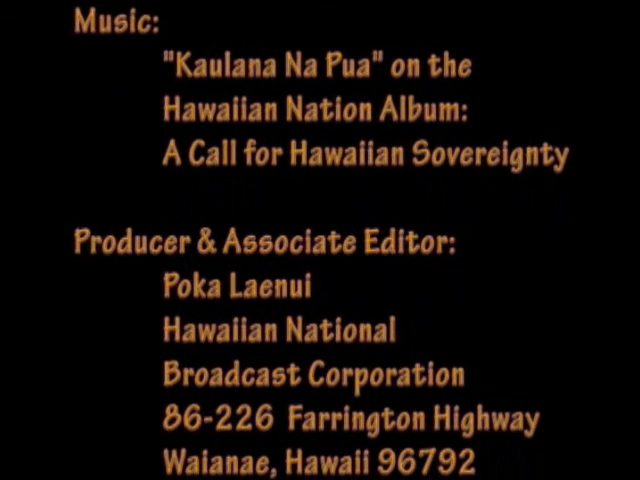 Music:
"Kaulana Na Pua" on the
Hawaiian Nation Album:
A Call for Hawaiian Sovereignty
Producer & Associate Editor:
Poka Laenui
Hawaiian National
Broadcast Corporation
86-226 Farrington Highway
Waianae, Hawaii 96792